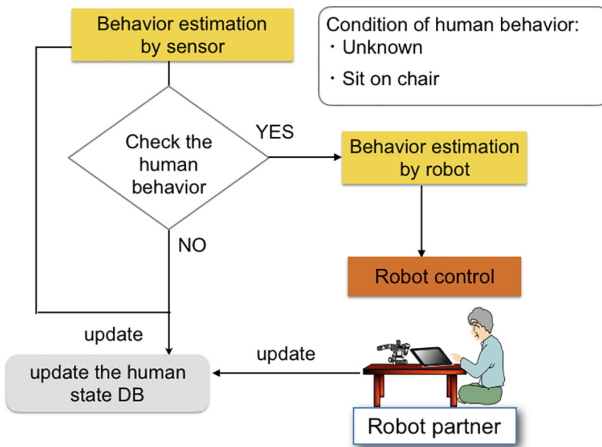 Behavior estimation
by sensor
Condition of human behavior:
・ Unknown
・ Sit on chair
Check the
human
behavior
YES
Behavior estimation
by robot
NO
Robot control
update
update the human
state DB
update
Robot partner